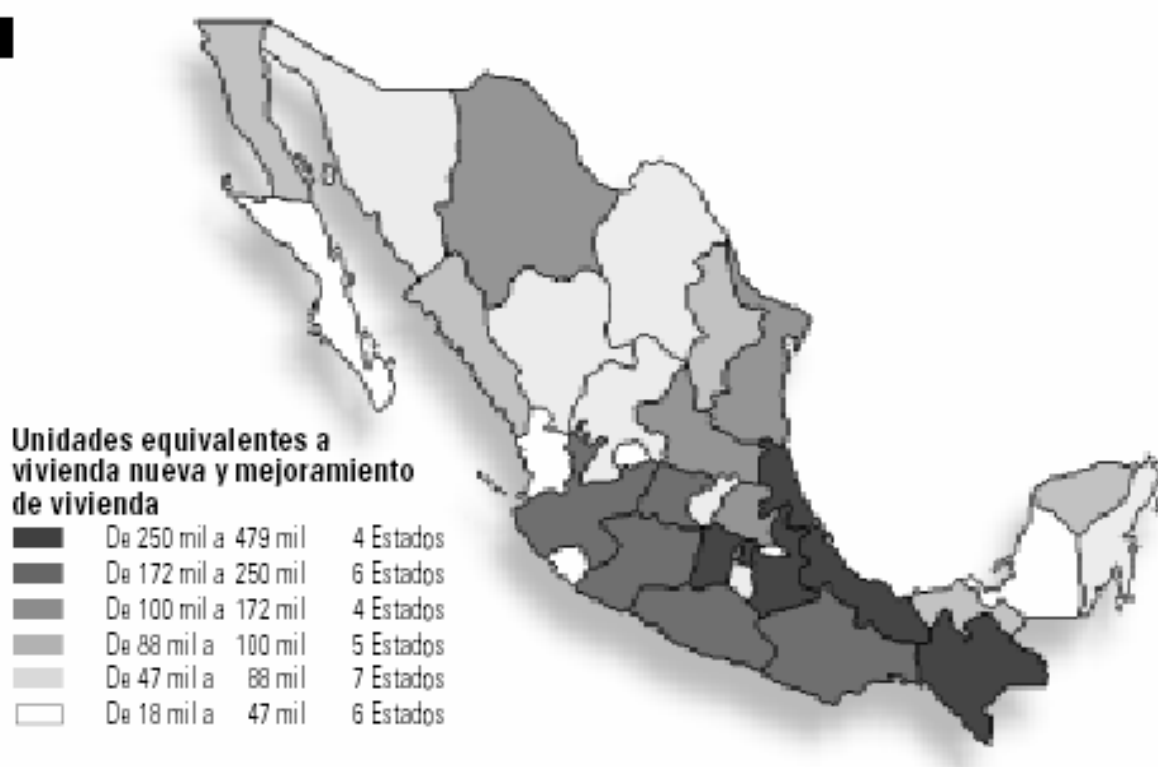 Unidades equivalentes a
vivienda nueva y mejoramiento
de vivienda
De 250 mil a 479 mil 4 Estados
De 172 mil a 250 mil 6 Estados
De 100 mil a 172 mil 4 Estados
De 88 mil a 100 mil 5 Estados
De 47 mil a 88 mil 7 Estados
De 18 mil a 47 mil 6 Estados